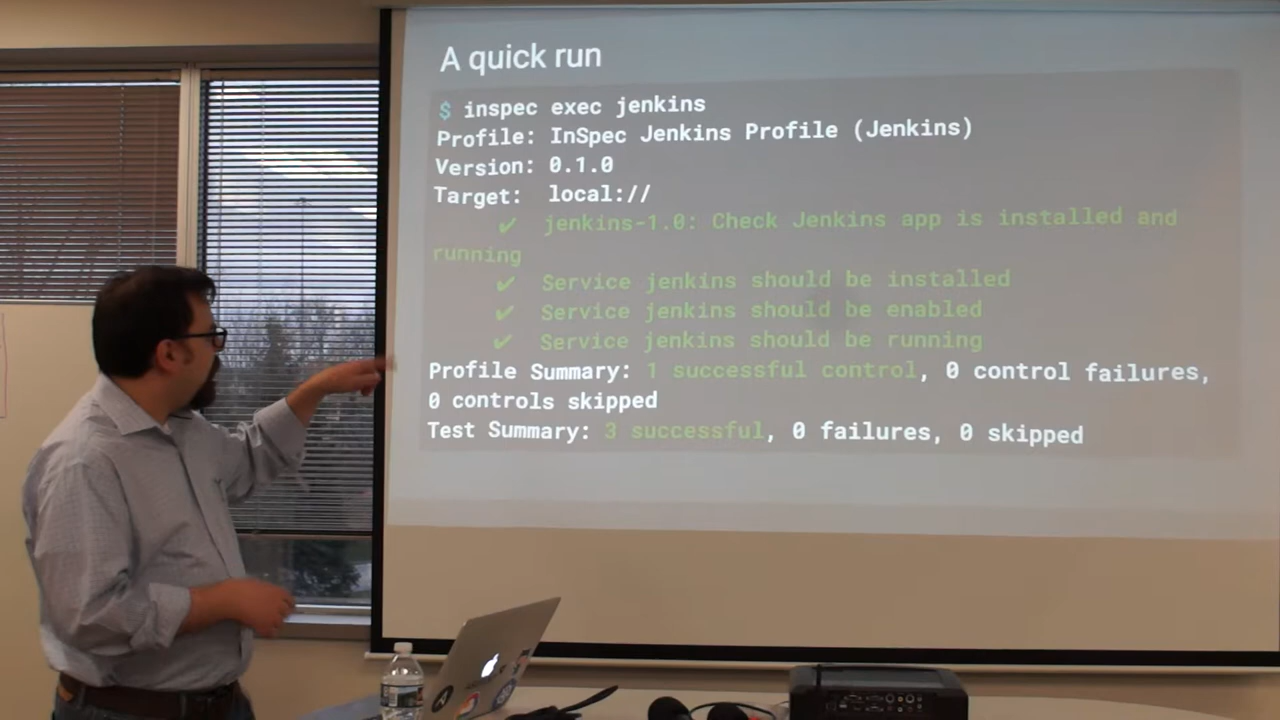 A quick run
$ inspec exec jenkins
Profile: InSpec Jenkins Profile (Jenkins)
Version: 0.1.0
Target: local://
✔ jenkins-1.0: Check Jenkins app is installed and
running
✔ Service jenkins should be installed
✔ Service jenkins should be enabled
✔ Service jenkins should be running
Profile Summary: 1 successful control, 0 control failures,
0 controls skipped
Test Summary: 3 successful, 0 failures, 0 skipped